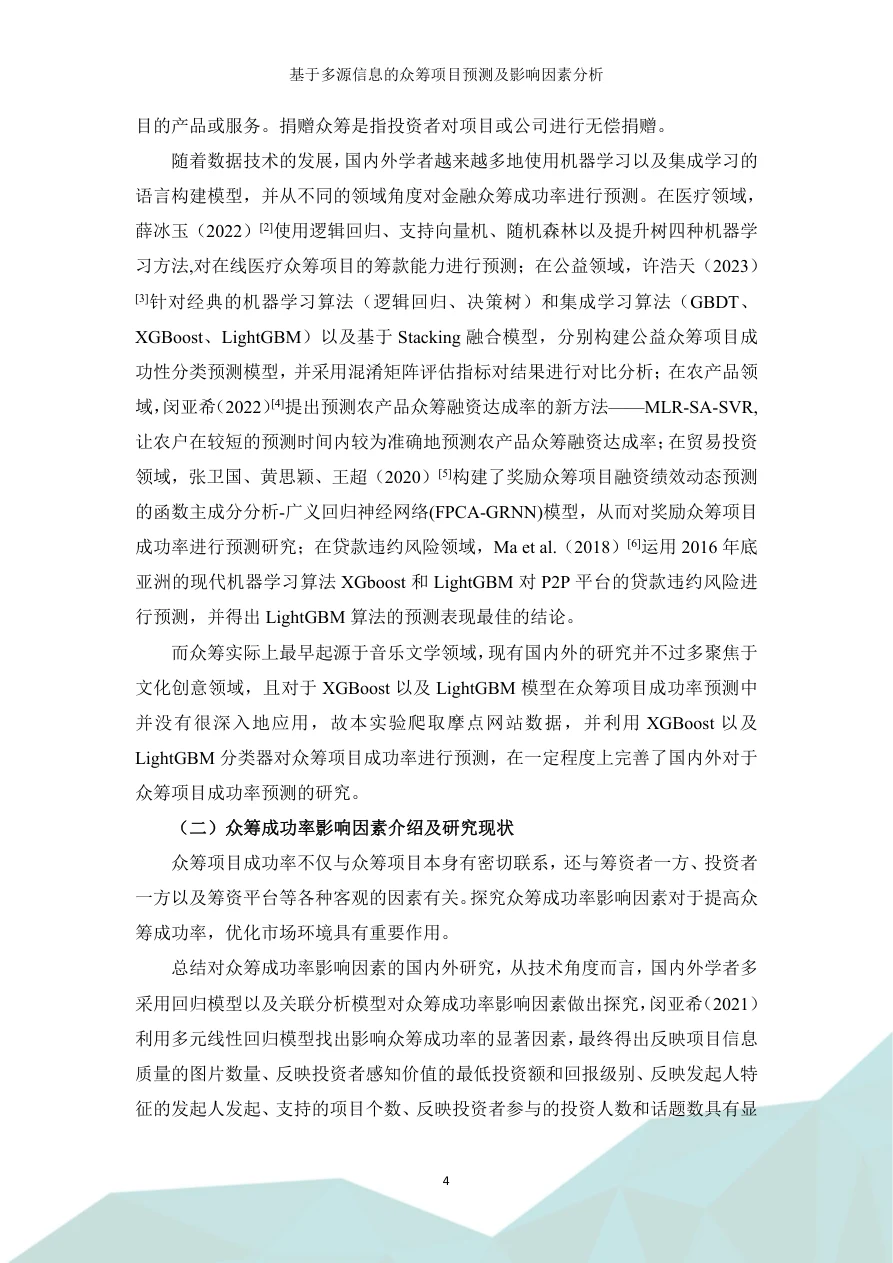 基于多源信息的众筹项目预测及影响因素分析
目的产品或服务。捐赠众筹是指投资者对项目或公司进行无偿捐赠。
随着数据技术的发展，国内外学者越来越多地使用机器学习以及集成学习的
语言构建模型，并从不同的领域角度对金融众筹成功率进行预测。在医疗领域，
薛冰玉（2022）[2]使用逻辑回归、支持向量机、随机森林以及提升树四种机器学
习方法,对在线医疗众筹项目的筹款能力进行预测；在公益领域，许浩天（2023）
[3]针对经典的机器学习算法（逻辑回归、决策树）和集成学习算法（GBDT、
XGBoost、LightGBM）以及基于 Stacking 融合模型，分别构建公益众筹项目成
功性分类预测模型，并采用混淆矩阵评估指标对结果进行对比分析；在农产品领
域，闵亚希（2022）[4]提出预测农产品众筹融资达成率的新方法——MLR-SA-SVR,
让农户在较短的预测时间内较为准确地预测农产品众筹融资达成率；在贸易投资
领域，张卫国、黄思颖、王超（2020）[5]构建了奖励众筹项目融资绩效动态预测
的函数主成分分析-广义回归神经网络(FPCA-GRNN)模型，从而对奖励众筹项目
成功率进行预测研究；在贷款违约风险领域，Ma et al.（2018）[6]运用 2016 年底
亚洲的现代机器学习算法 XGboost 和 LightGBM 对 P2P 平台的贷款违约风险进
行预测，并得出 LightGBM 算法的预测表现最佳的结论。
而众筹实际上最早起源于音乐文学领域，现有国内外的研究并不过多聚焦于
文化创意领域，且对于 XGBoost 以及 LightGBM 模型在众筹项目成功率预测中
并没有很深入地应用，故本实验爬取摩点网站数据，并利用 XGBoost 以及
LightGBM 分类器对众筹项目成功率进行预测，在一定程度上完善了国内外对于
众筹项目成功率预测的研究。
（二）众筹成功率影响因素介绍及研究现状
众筹项目成功率不仅与众筹项目本身有密切联系，还与筹资者一方、投资者
一方以及筹资平台等各种客观的因素有关。探究众筹成功率影响因素对于提高众
筹成功率，优化市场环境具有重要作用。
总结对众筹成功率影响因素的国内外研究，从技术角度而言，国内外学者多
采用回归模型以及关联分析模型对众筹成功率影响因素做出探究，闵亚希（2021）
利用多元线性回归模型找出影响众筹成功率的显著因素，最终得出反映项目信息
质量的图片数量、反映投资者感知价值的最低投资额和回报级别、反映发起人特
征的发起人发起、支持的项目个数、反映投资者参与的投资人数和话题数具有显
4